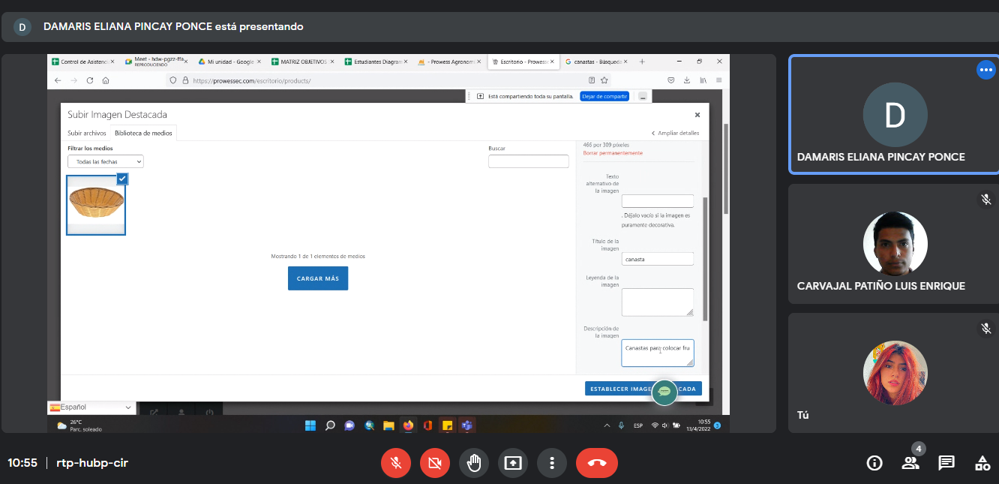 D
DAMARIS ELIANA PINCAY PONCE está presentando
Control de Asistenc
Meet - hdw-pgzz-ffa
REPRODUCIENDO
Mi unidad - Google
MATRIZ OBJETIVOS
Estudiantes Diagram
- Prowess Agronom
Escritorio - Prowess
canastas - Búsqueda
https://prowessec.com/escritorio/products/
Está compartiendo toda su pantalla.
Dejar de compartir
Subir Imagen Destacada
Subir archivos
Biblioteca de medios
Ampliar detalles
Filtrar los medios
Todas las fechas
Buscar
466 por 309 píxeles
Borrar permanentemente
Texto
alternativo de
la imagen
. Déjalo vacío si la imagen es
puramente decorativa.
Título de la
imagen
canasta
Leyenda de la
imagen
Descripción de
la imagen
Canastas para colocar fru
Mostrando 1 de 1 elementos de medios
CARGAR MÁS
ESTABLECER IMAGE
CADA
Español
26°C
Parc. soleado
ESP
10:55
13/4/2022
3
D
DAMARIS ELIANA PINCAY PONCE
CARVAJAL PATIÑO LUIS ENRIQUE
Tú
10:55
rtp-hubp-cir
4